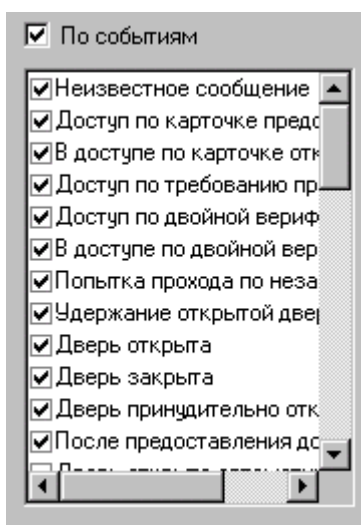 По событиям
Неизвестное сообщение
Доступ по карточке предс
В доступе по карточке отк
Доступ по требованию пр
Доступ по двойной вериф
В доступе по двойной вер
Попытка прохода по неза
Удержание открытой двер
Дверь открыта
Дверь закрыта
Дверь принудительно отк
После предоставления до